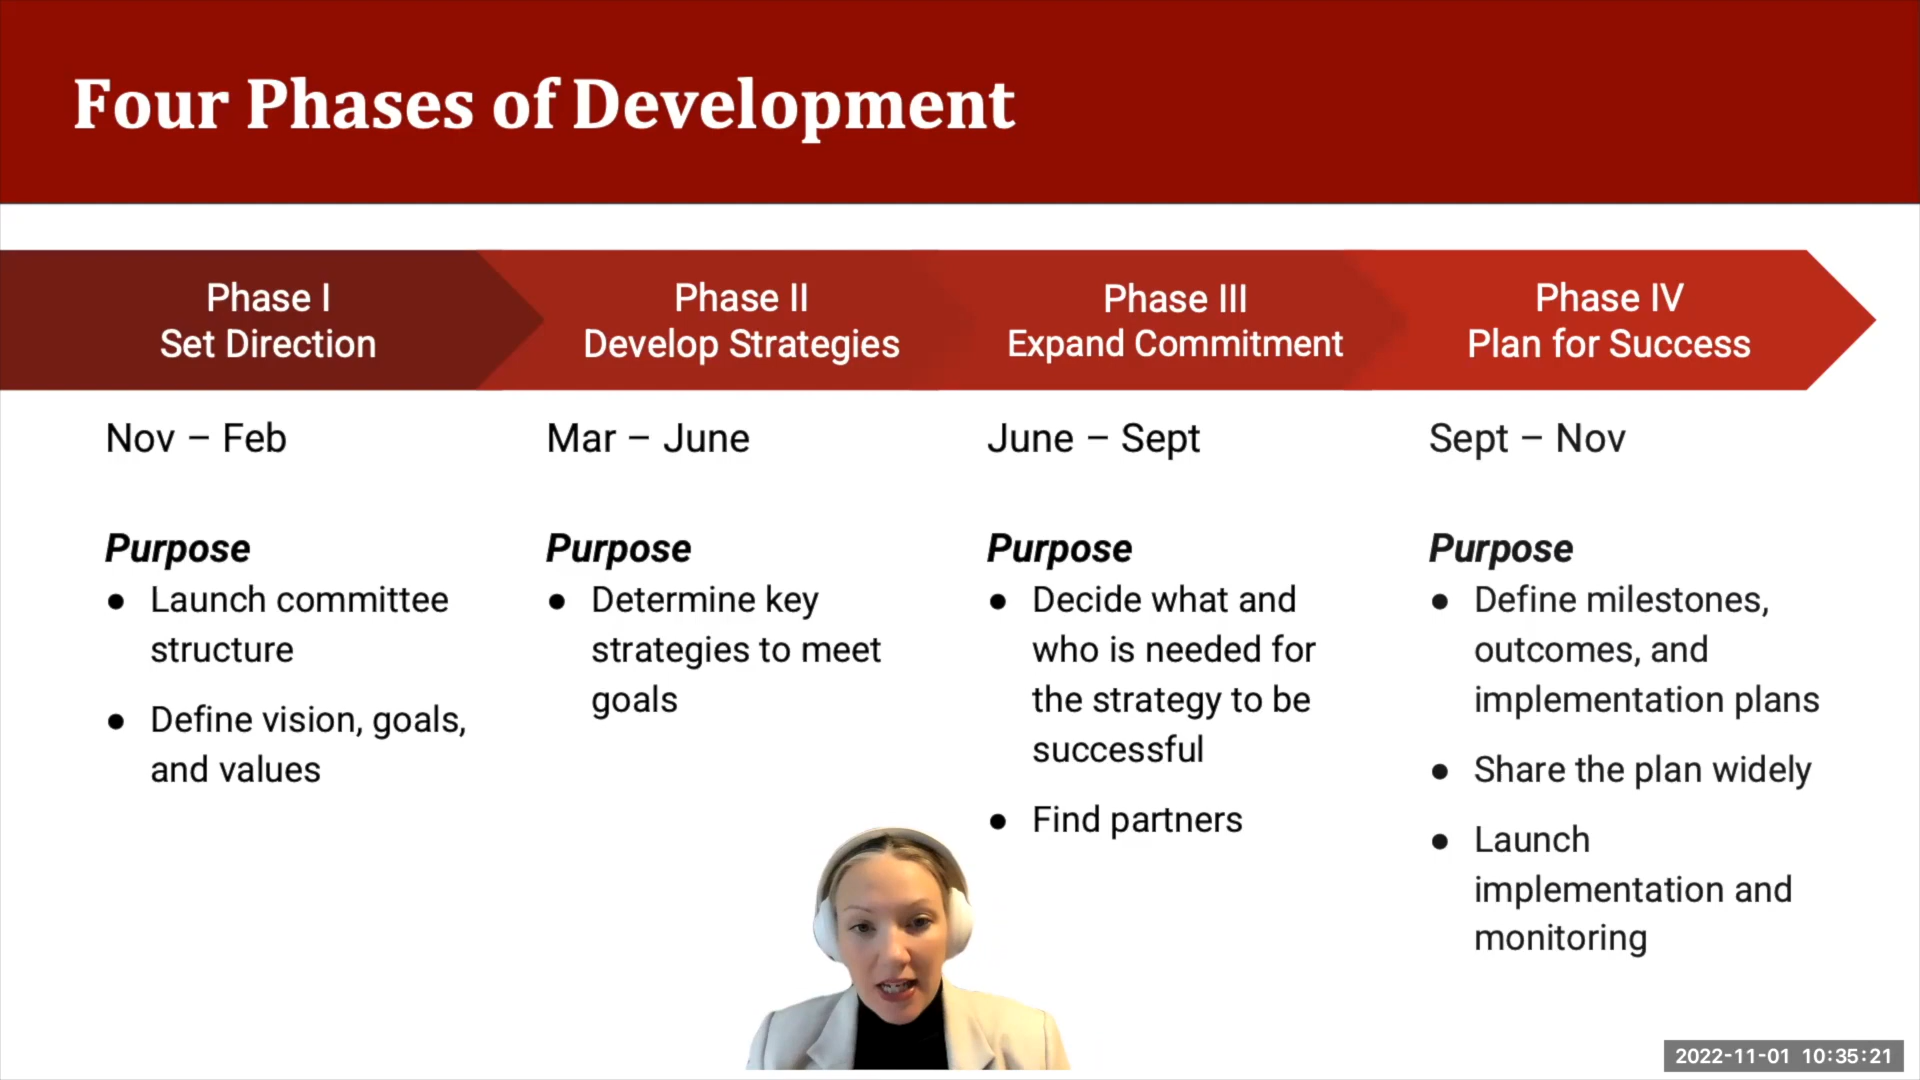 Four Phases of Development
Phase I
Set Direction
Phase II
Develop Strategies
Phase III
Expand Commitment
Phase IV
Plan for Success
Nov – Feb
Purpose
● Launch committee
structure
● Define vision, goals,
and values
Mar – June
Purpose
● Determine key
strategies to meet
goals
June – Sept
Purpose
● Decide what and
who is needed for
the strategy to be
successful
● Find partners
Sept – Nov
Purpose
● Define milestones,
outcomes, and
implementation plans
● Share the plan widely
● Launch
implementation and
monitoring
2022-11-01 10:35:21